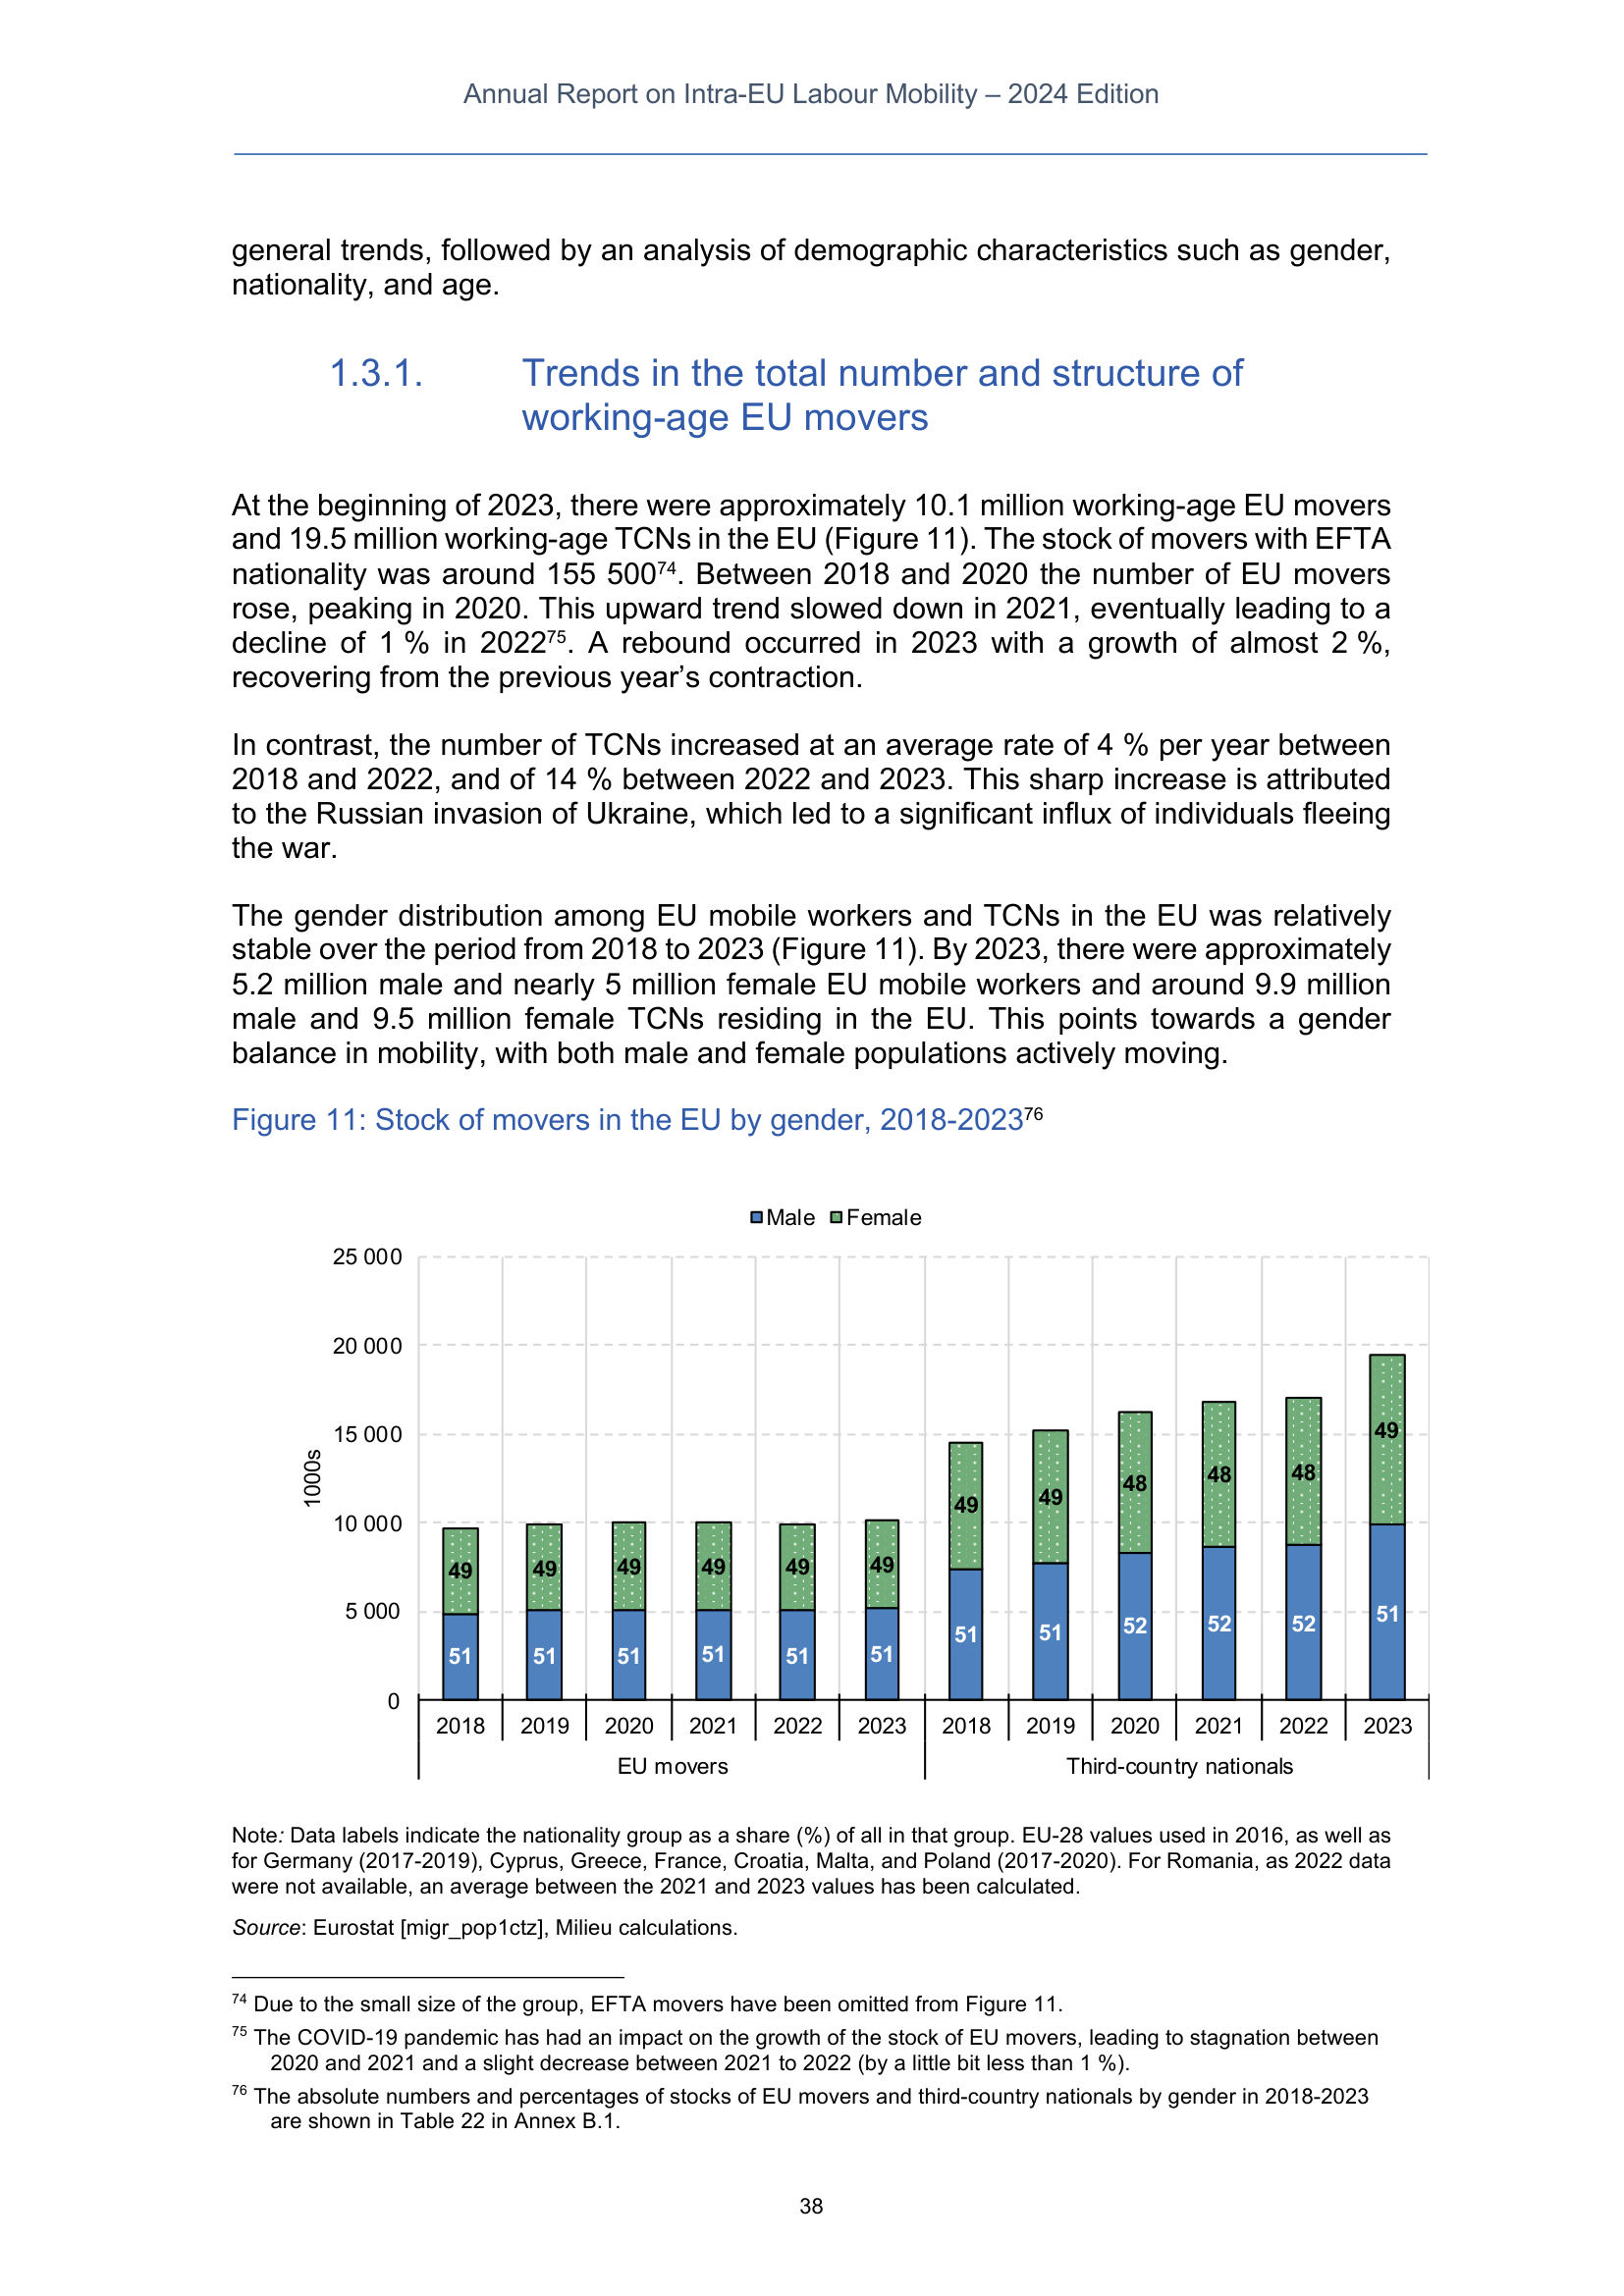 Annual Report on Intra-EU Labour Mobility – 2024 Edition
general trends, followed by an analysis of demographic characteristics such as gender,
nationality, and age.
1.3.1. Trends in the total number and structure of
working-age EU movers
At the beginning of 2023, there were approximately 10.1 million working-age EU movers
and 19.5 million working-age TCNs in the EU (Figure 11). The stock of movers with EFTA
nationality was around 155 500⁷⁴. Between 2018 and 2020 the number of EU movers
rose, peaking in 2020. This upward trend slowed down in 2021, eventually leading to a
decline of 1 % in 2022⁷⁵. A rebound occurred in 2023 with a growth of almost 2 %,
recovering from the previous year’s contraction.
In contrast, the number of TCNs increased at an average rate of 4 % per year between
2018 and 2022, and of 14 % between 2022 and 2023. This sharp increase is attributed
to the Russian invasion of Ukraine, which led to a significant influx of individuals fleeing
the war.
The gender distribution among EU mobile workers and TCNs in the EU was relatively
stable over the period from 2018 to 2023 (Figure 11). By 2023, there were approximately
5.2 million male and nearly 5 million female EU mobile workers and around 9.9 million
male and 9.5 million female TCNs residing in the EU. This points towards a gender
balance in mobility, with both male and female populations actively moving.
Figure 11: Stock of movers in the EU by gender, 2018-2023⁷⁶
Male Female
25 000
20 000
15 000
10 000
5 000
0
1000s
49 49 49 49 49 49 49 49 48 48 48 49
51 51 51 51 51 51 51 51 52 52 52 51
2018 2019 2020 2021 2022 2023 2018 2019 2020 2021 2022 2023
EU movers Third-country nationals
Note: Data labels indicate the nationality group as a share (%) of all in that group. EU-28 values used in 2016, as well as
for Germany (2017-2019), Cyprus, Greece, France, Croatia, Malta, and Poland (2017-2020). For Romania, as 2022 data
were not available, an average between the 2021 and 2023 values has been calculated.
Source: Eurostat [migr_pop1ctz], Milieu calculations.
⁷⁴ Due to the small size of the group, EFTA movers have been omitted from Figure 11.
⁷⁵ The COVID-19 pandemic has had an impact on the growth of the stock of EU movers, leading to stagnation between
2020 and 2021 and a slight decrease between 2021 to 2022 (by a little bit less than 1 %).
⁷⁶ The absolute numbers and percentages of stocks of EU movers and third-country nationals by gender in 2018-2023
are shown in Table 22 in Annex B.1.
38